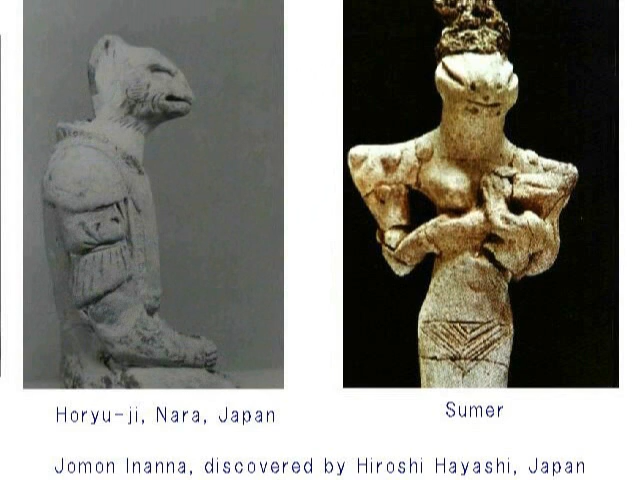 Horyu-ji, Nara, Japan
Sumer
Jomon Inanna, discovered by Hiroshi Hayashi, Japan